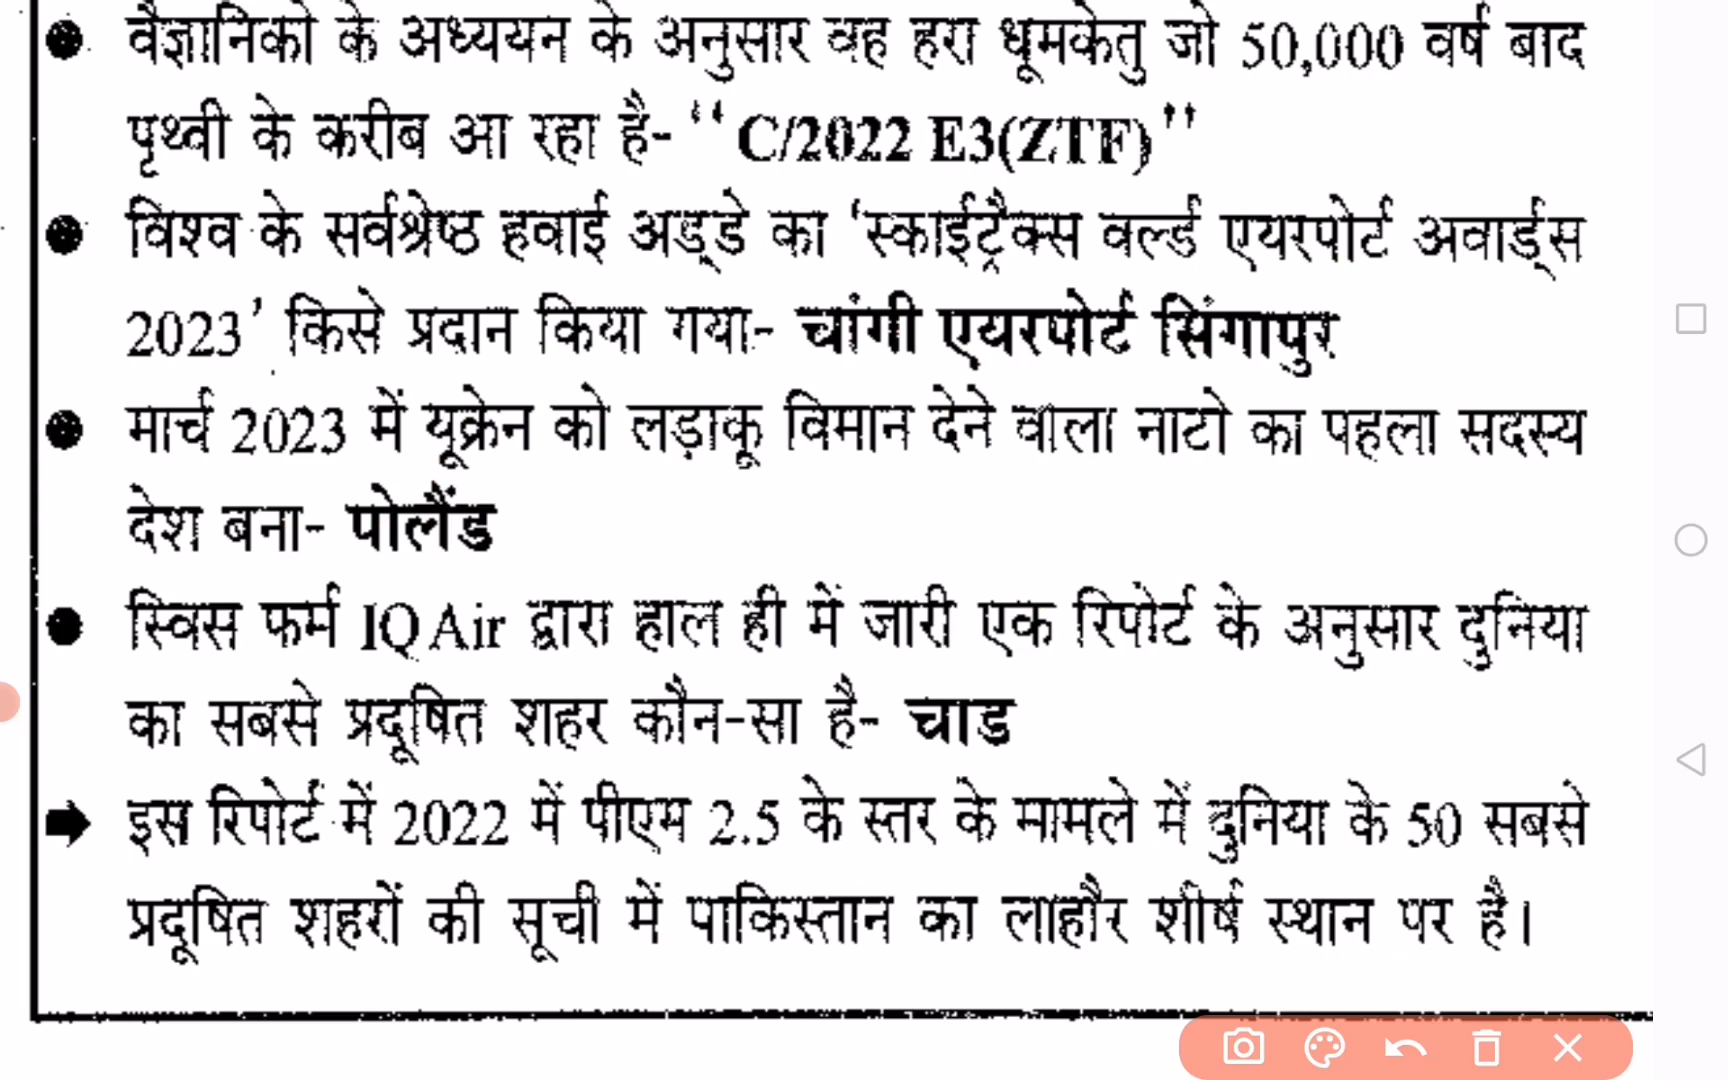 वैज्ञानिकों के अध्ययन के अनुसार वह हरा धूमकेतु जो 50,000 वर्ष बाद
पृथ्वी के करीब आ रहा है- ‘‘C/2022 E3(ZTF)’’
विश्व के सर्वश्रेष्ठ हवाई अड्डे का ‘स्काईट्रैक्स वर्ल्ड एयरपोर्ट अवार्ड्स
2023’ किसे प्रदान किया गया- चांगी एयरपोर्ट सिंगापुर
मार्च 2023 में यूक्रेन को लड़ाकू विमान देने वाला नाटो का पहला सदस्य
देश बना- पोलैंड
स्विस फर्म IQ Air द्वारा हाल ही में जारी एक रिपोर्ट के अनुसार दुनिया
का सबसे प्रदूषित शहर कौन-सा है- चाड
इस रिपोर्ट में 2022 में पीएम 2.5 के स्तर के मामले में दुनिया के 50 सबसे
प्रदूषित शहरों की सूची में पाकिस्तान का लाहौर शीर्ष स्थान पर है।